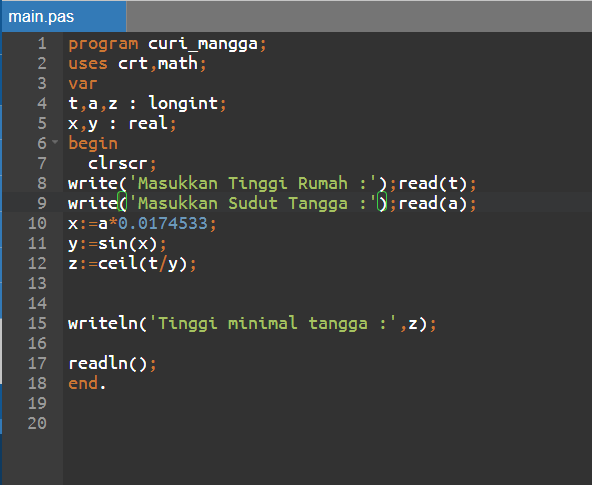 main.pas
1 program curi_mangga;
2 uses crt,math;
3 var
4 t,a,z : longint;
5 x,y : real;
6 begin
7 clrscr;
8 write('Masukkan Tinggi Rumah :');read(t);
9 write('Masukkan Sudut Tangga :');read(a);
10 x:=a*0.0174533;
11 y:=sin(x);
12 z:=ceil(t/y);
13
14
15 writeln('Tinggi minimal tangga :',z);
16
17 readln();
18 end.
19
20